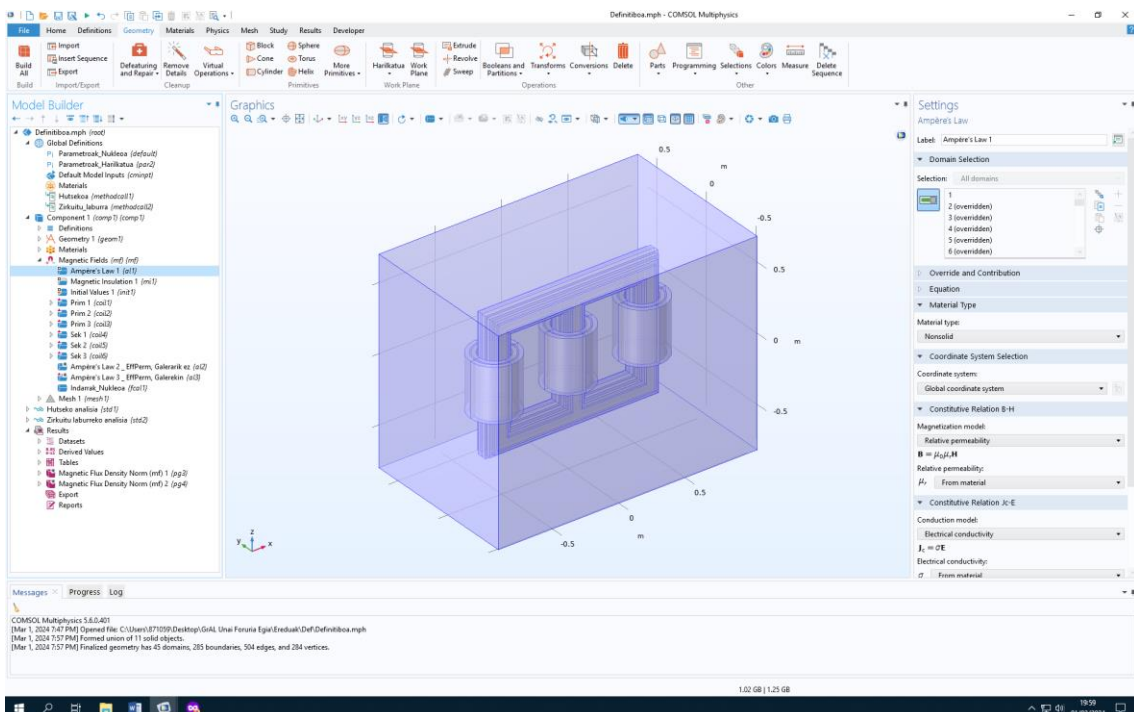 Definitiboa.mph - COMSOL Multiphysics
File Home Definitions Geometry Materials Physics Mesh Study Results Developer
Build All
Import
Insert Sequence
Export
Defeaturing and Repair
Remove Details
Virtual Operations
Block
Cone
Cylinder
Sphere
Torus
Helix
More Primitives
Harilkatua
Work Plane
Extrude
Revolve
Sweep
Booleans and Partitions
Transforms
Conversions
Delete
Parts
Programming
Selections
Colors
Measure
Delete Sequence
Build Import/Export Cleanup Primitives Work Plane Operations Other
Model Builder
Definitiboa.mph (root)
Global Definitions
Pi Parametroak_Nukleoa (default)
Pi Parametroak_Harilkatua (par2)
Default Model Inputs (cminpt)
Materials
Hutsekoa (methodcall1)
Zirkuitu_laburra (methodcall2)
Component 1 (comp1) (comp1)
Definitions
Geometry 1 (geom1)
Materials
Magnetic Fields (mf) (mf)
Ampère's Law 1 (al1)
Magnetic Insulation 1 (mi1)
Initial Values 1 (init1)
Prim 1 (coil1)
Prim 2 (coil2)
Prim 3 (coil3)
Sek 1 (coil4)
Sek 2 (coil5)
Sek 3 (coil6)
Ampère's Law 2 _ EffPerm, Galerarik ez (al2)
Ampère's Law 3 _ EffPerm, Galerekin (al3)
Indarrak_Nukleoa (fcal1)
Mesh 1 (mesh1)
Hutseko analisia (std1)
Zirkuitu laburreko analisia (std2)
Results
Datasets
Derived Values
Tables
Magnetic Flux Density Norm (mf) 1 (pg3)
Magnetic Flux Density Norm (mf) 2 (pg4)
Export
Reports
Graphics
0.5
m
0
-0.5
0.5
0 m
-0.5
0.5
0
m
-0.5
z
y x
Settings
Ampère's Law
Label: Ampère's Law 1
Domain Selection
Selection: All domains
1
2 (overridden)
3 (overridden)
4 (overridden)
5 (overridden)
6 (overridden)
Override and Contribution
Equation
Material Type
Material type:
Nonsolid
Coordinate System Selection
Coordinate system:
Global coordinate system
Constitutive Relation B-H
Magnetization model:
Relative permeability
B = μ₀μᵣH
Relative permeability:
μᵣ From material
Constitutive Relation Jc-E
Conduction model:
Electrical conductivity
J꜀ = σE
Electrical conductivity:
σ From material
Messages Progress Log
COMSOL Multiphysics 5.6.0.401
[Mar 1, 2024 7:47 PM] Opened file: C:\Users\871059\Desktop\GrAL Unai Foruria Egia\Ereduak\Def\Definitiboa.mph
[Mar 1, 2024 7:57 PM] Formed union of 11 solid objects.
[Mar 1, 2024 7:57 PM] Finalized geometry has 45 domains, 285 boundaries, 504 edges, and 284 vertices.
1.02 GB | 1.25 GB
19:59